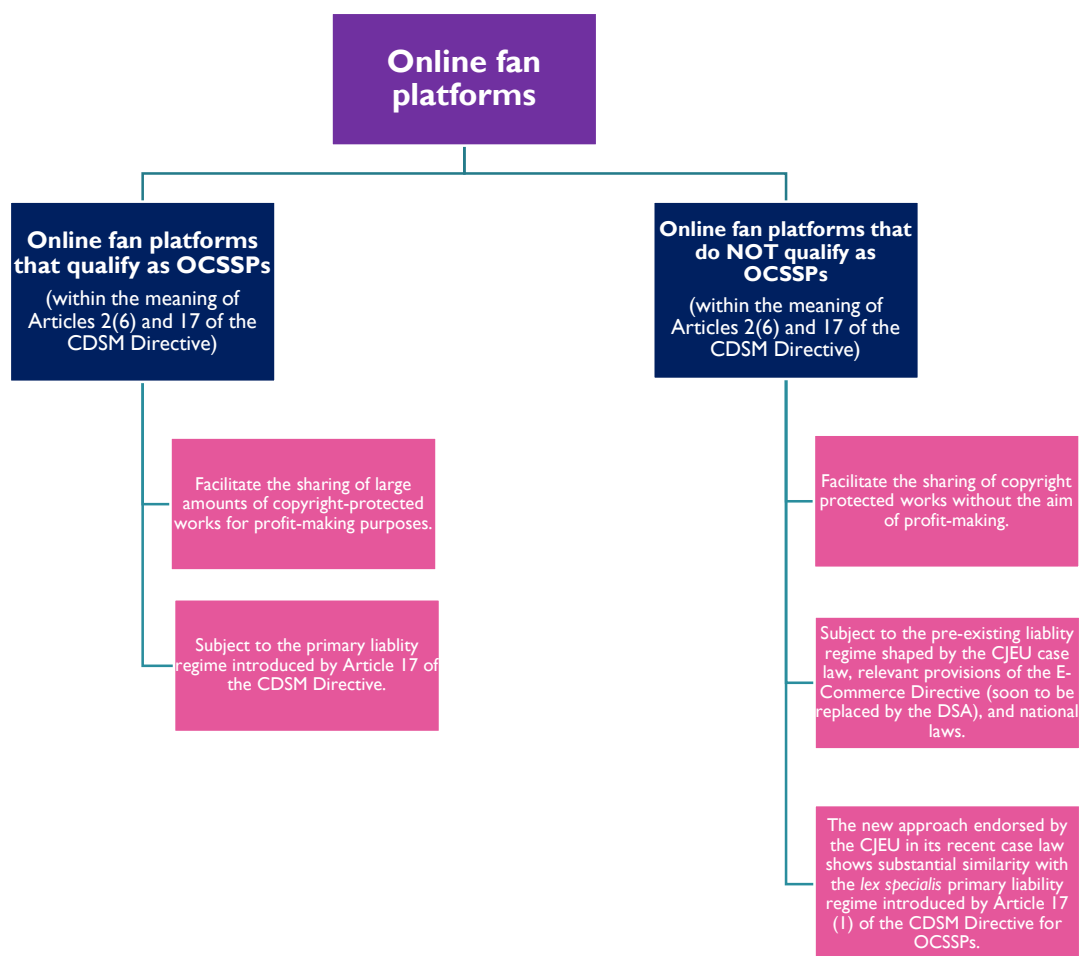 Online fan
platforms
Online fan platforms
that qualify as OCSSPs
(within the meaning of
Articles 2(6) and 17 of the
CDSM Directive)
Facilitate the sharing of large
amounts of copyright-protected
works for profit-making purposes.
Subject to the primary liablity
regime introduced by Article 17 of
the CDSM Directive.
Online fan platforms that
do NOT qualify as
OCSSPs
(within the meaning of
Articles 2(6) and 17 of the
CDSM Directive)
Facilitate the sharing of copyright
protected works without the aim
of profit-making.
Subject to the pre-existing liablity
regime shaped by the CJEU case
law, relevant provisions of the E-
Commerce Directive (soon to be
replaced by the DSA), and national
laws.
The new approach endorsed by
the CJEU in its recent case law
shows substantial similarity with
the lex specialis primary liability
regime introduced by Article 17
(1) of the CDSM Directive for
OCSSPs.